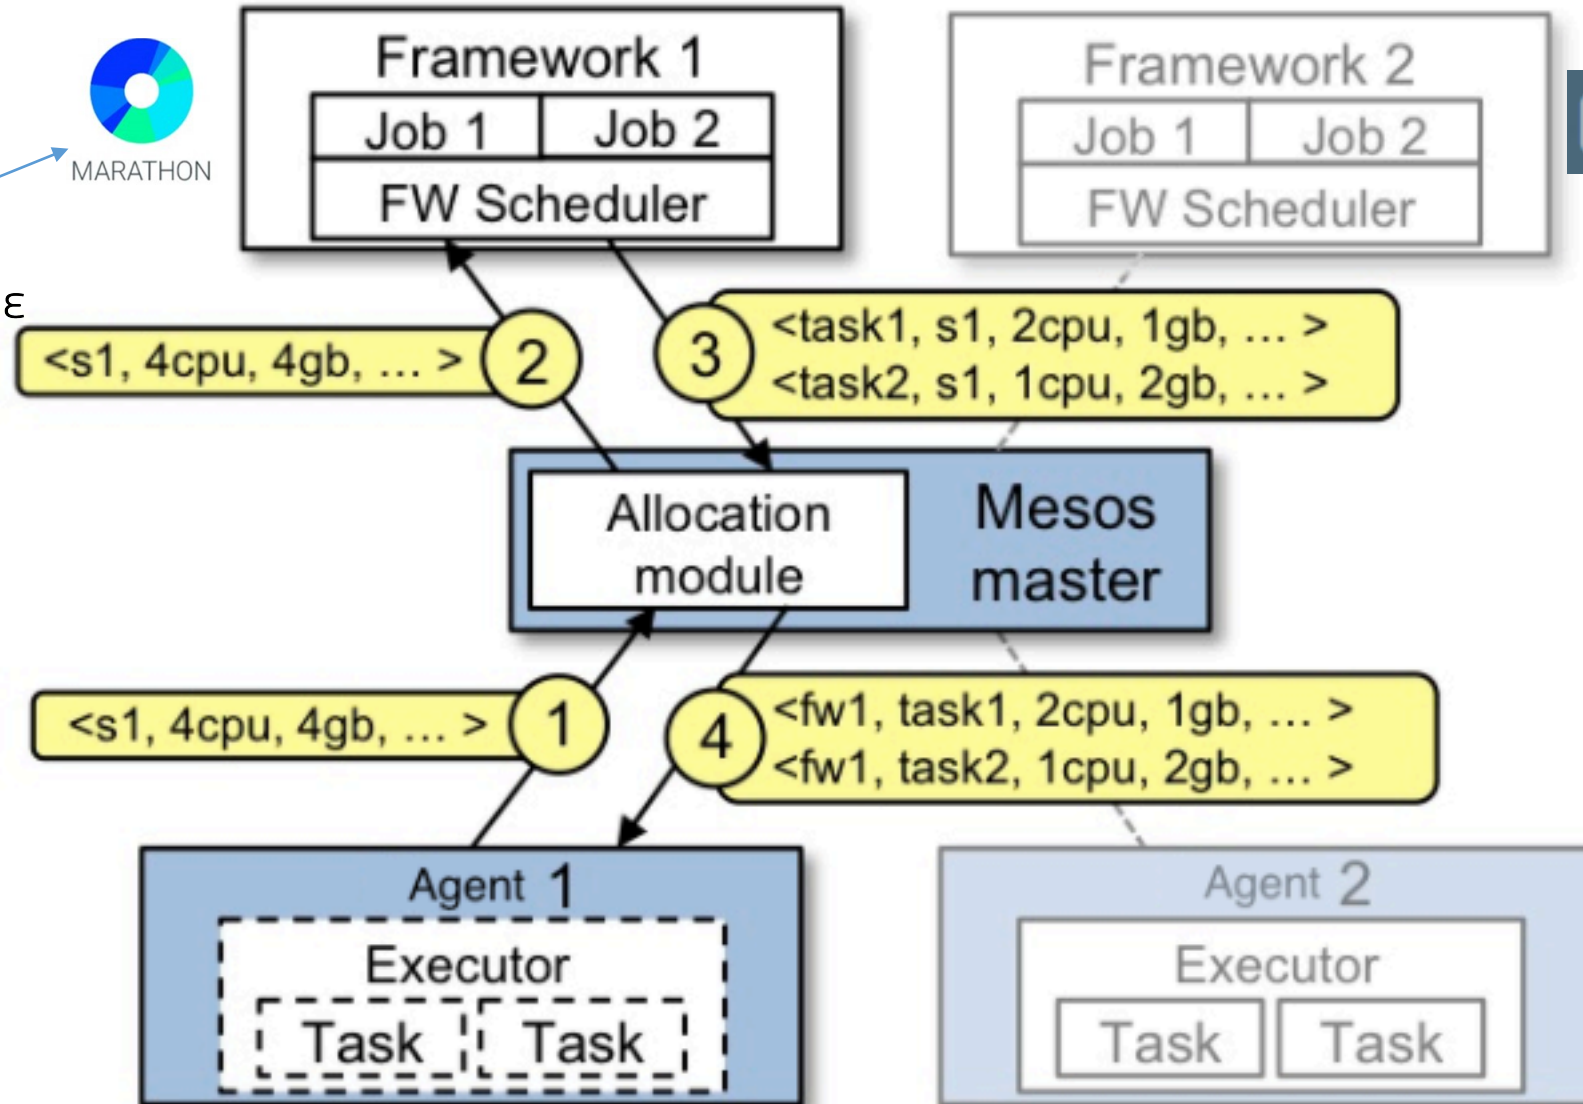 MARATHON
Framework 1
Job 1
Job 2
FW Scheduler
Framework 2
Job 1
Job 2
FW Scheduler
ε
<s1, 4cpu, 4gb, ... >
2
3
<task1, s1, 2cpu, 1gb, ... >
<task2, s1, 1cpu, 2gb, ... >
Allocation
module
Mesos
master
<s1, 4cpu, 4gb, ... >
1
4
<fw1, task1, 2cpu, 1gb, ... >
<fw1, task2, 1cpu, 2gb, ... >
Agent 1
Executor
Task
Task
Agent 2
Executor
Task
Task